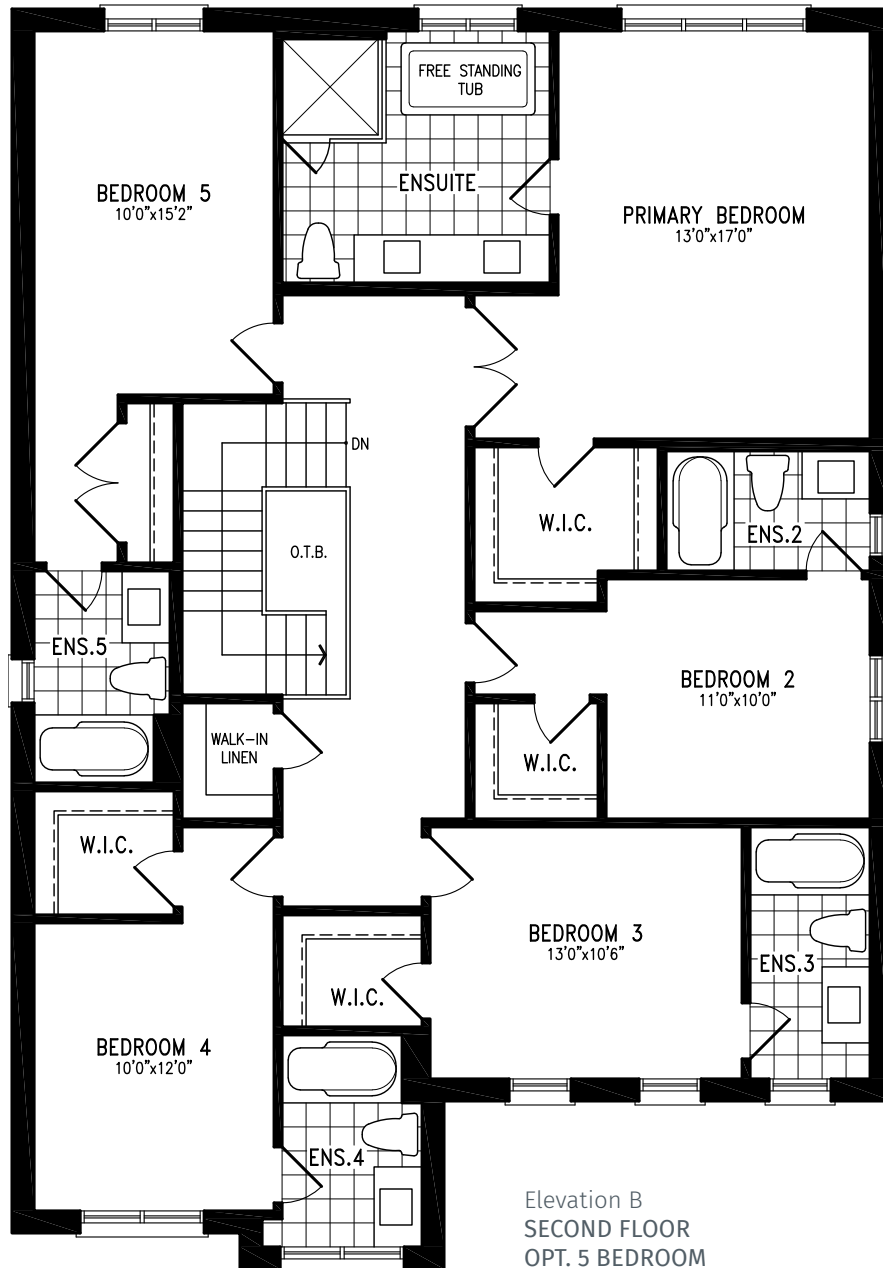 FREE STANDING
TUB
BEDROOM 5
10'0"x15'2"
ENSUITE
PRIMARY BEDROOM
13'0"x17'0"
DN
W.I.C.
ENS.2
O.T.B.
ENS.5
BEDROOM 2
11'0"x10'0"
WALK-IN
LINEN
W.I.C.
W.I.C.
BEDROOM 3
13'0"x10'6"
ENS.3
W.I.C.
BEDROOM 4
10'0"x12'0"
ENS.4
Elevation B
SECOND FLOOR
OPT. 5 BEDROOM